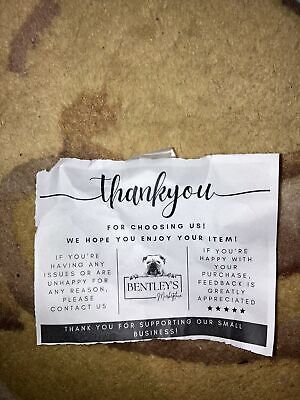 thankyou
FOR CHOOSING US!
WE HOPE YOU ENJOY YOUR ITEM!
IF YOU'RE
HAVING ANY
ISSUES OR ARE
UNHAPPY FOR
ANY REASON,
PLEASE
CONTACT US
BENTLEY'S
Marketplace
IF YOU'RE
HAPPY WITH
YOUR
PURCHASE,
FEEDBACK IS
GREATLY
APPRECIATED
★★★★★
THANK YOU FOR SUPPORTING OUR SMALL
BUSINESS!